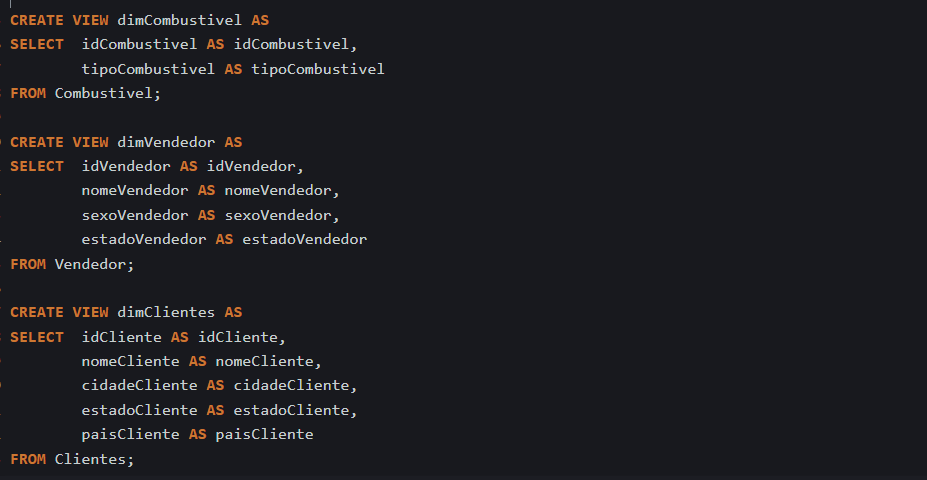 CREATE VIEW dimCombustivel AS
SELECT  idCombustivel AS idCombustivel,
        tipoCombustivel AS tipoCombustivel
FROM Combustivel;
CREATE VIEW dimVendedor AS
SELECT  idVendedor AS idVendedor,
        nomeVendedor AS nomeVendedor,
        sexoVendedor AS sexoVendedor,
        estadoVendedor AS estadoVendedor
FROM Vendedor;
CREATE VIEW dimClientes AS
SELECT  idCliente AS idCliente,
        nomeCliente AS nomeCliente,
        cidadeCliente AS cidadeCliente,
        estadoCliente AS estadoCliente,
        paisCliente AS paisCliente
FROM Clientes;